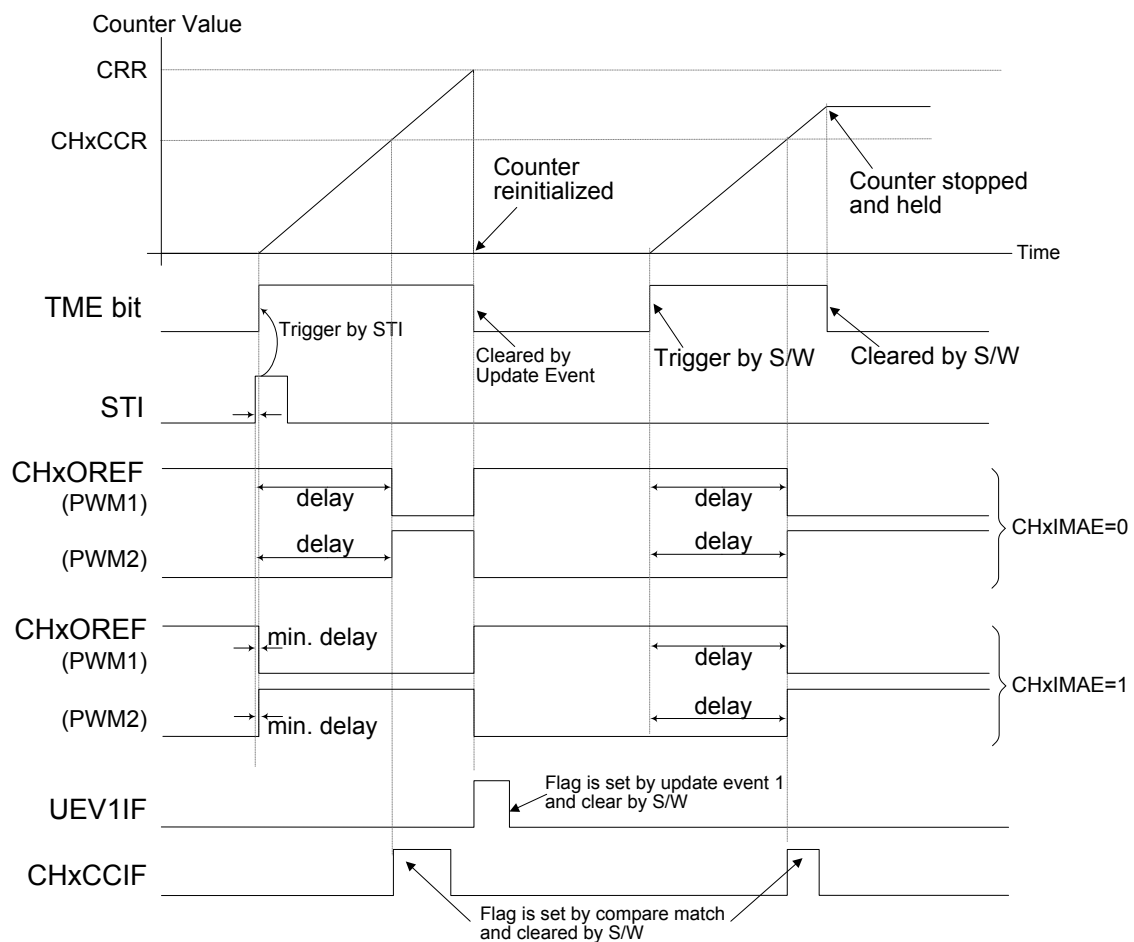 Counter Value
CRR
CHxCCR
Counter
reinitialized
Counter stopped
and held
Time
TME bit
Trigger by STI
Cleared by
Update Event
Trigger by S/W
Cleared by S/W
STI
CHxOREF
(PWM1)
delay
delay
(PWM2)
delay
delay
CHxIMAE=0
CHxOREF
(PWM1)
min. delay
delay
(PWM2)
min. delay
delay
CHxIMAE=1
UEV1IF
Flag is set by update event 1
and clear by S/W
CHxCCIF
Flag is set by compare match
and cleared by S/W